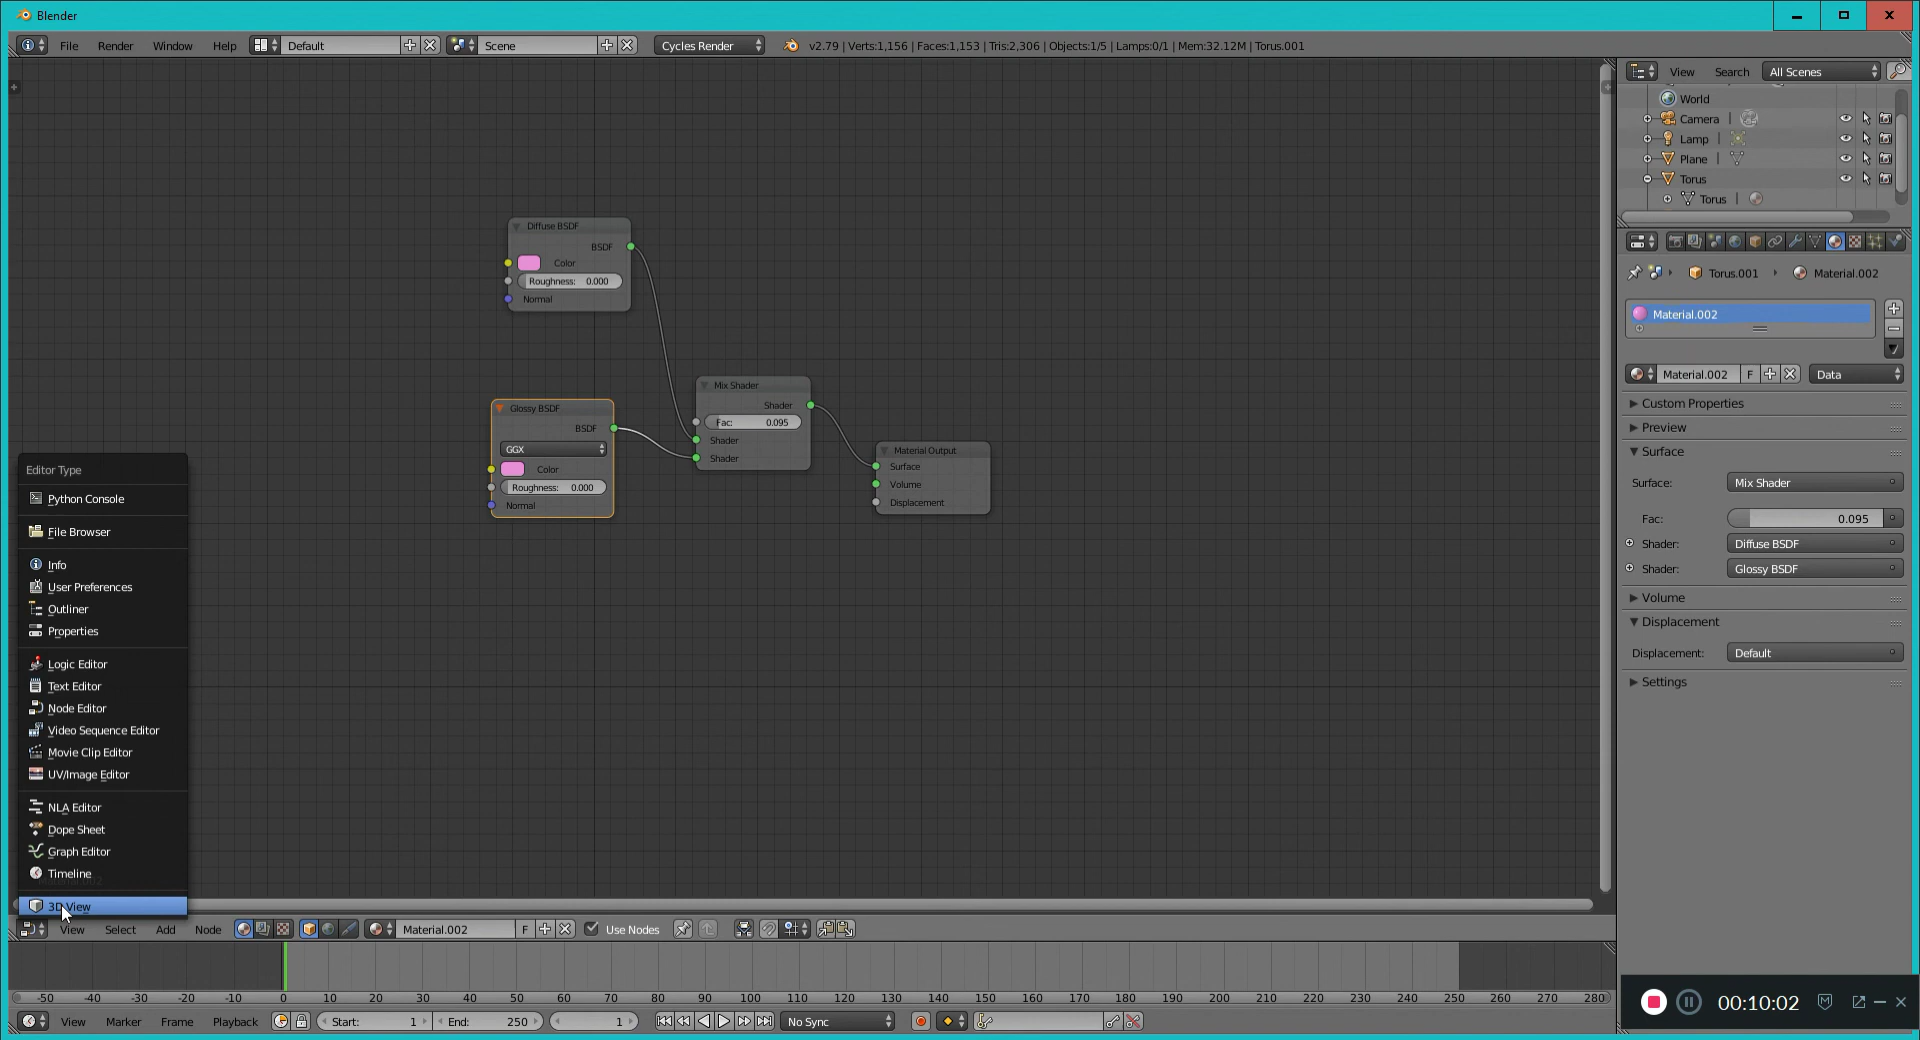 Blender
File Render Window Help Default Scene Cycles Render v2.79 | Verts:1,156 | Faces:1,153 | Tris:2,306 | Objects:1/5 | Lamps:0/1 | Mem:32.12M | Torus.001
View Search All Scenes
World
Camera
Lamp
Plane
Torus
Torus
Diffuse BSDF
BSDF
Color
Roughness: 0.000
Normal
Glossy BSDF
BSDF
GGX
Color
Roughness: 0.000
Normal
Mix Shader
Shader
Fac: 0.095
Shader
Shader
Material Output
Surface
Volume
Displacement
Editor Type
Python Console
File Browser
Info
User Preferences
Outliner
Properties
Logic Editor
Text Editor
Node Editor
Video Sequence Editor
Movie Clip Editor
UV/Image Editor
NLA Editor
Dope Sheet
Graph Editor
Timeline
Material.002
3D View
Torus.001 Material.002
Material.002
Material.002 F Data
Custom Properties
Preview
Surface
Surface: Mix Shader
Fac: 0.095
Shader: Diffuse BSDF
Shader: Glossy BSDF
Volume
Displacement
Displacement: Default
Settings
View Select Add Node Material.002 F Use Nodes
-50 -40 -30 -20 -10 0 10 20 30 40 50 60 70 80 90 100 110 120 130 140 150 160 170 180 190 200 210 220 230 240 250 260 270 280
View Marker Frame Playback Start: 1 End: 250 1 No Sync
00:10:02